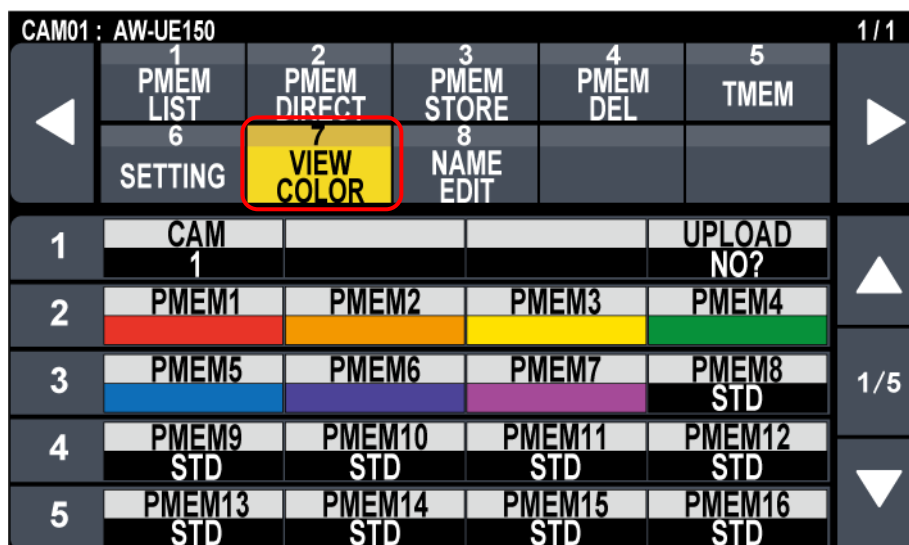 CAM01 : AW-UE150 1/1
1 2 3 4 5
PMEM LIST PMEM DIRECT PMEM STORE PMEM DEL TMEM
6 7 8
SETTING VIEW COLOR NAME EDIT
1 CAM UPLOAD
1 NO?
2 PMEM1 PMEM2 PMEM3 PMEM4
3 PMEM5 PMEM6 PMEM7 PMEM8
STD 1/5
4 PMEM9 PMEM10 PMEM11 PMEM12
STD STD STD STD
5 PMEM13 PMEM14 PMEM15 PMEM16
STD STD STD STD